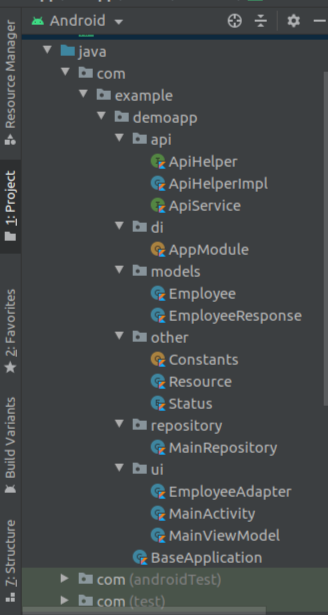 Android
java
com
example
demoapp
api
ApiHelper
ApiHelperImpl
ApiService
di
AppModule
models
Employee
EmployeeResponse
other
Constants
Resource
Status
repository
MainRepository
ui
EmployeeAdapter
MainActivity
MainViewModel
BaseApplication
com (androidTest)
com (test)
Resource Manager
1: Project
2: Favorites
Build Variants
7: Structure